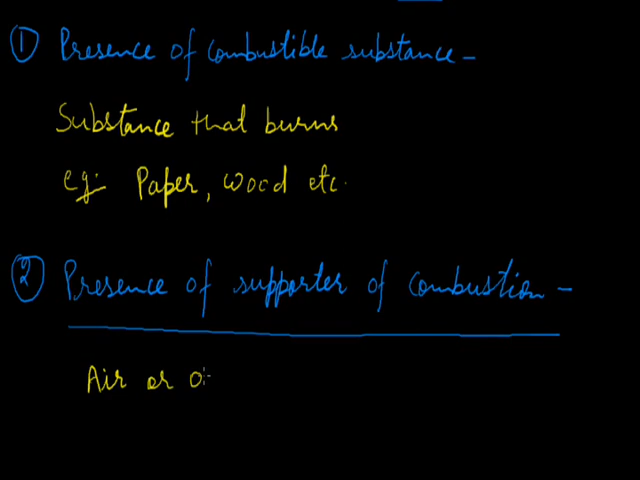 ① Presence of combustible substance -
Substance that burns
eg: Paper, wood etc.
② Presence of supporter of combustion -
Air or